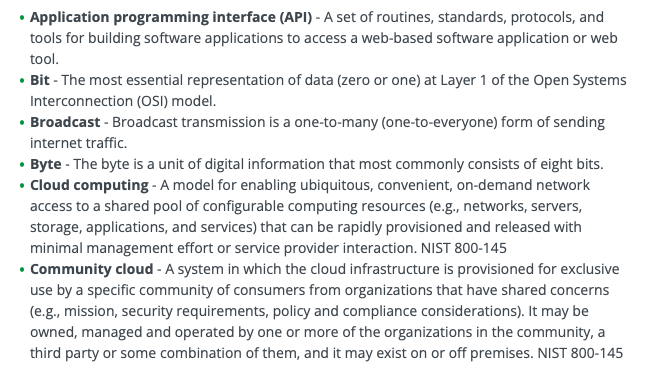 • Application programming interface (API) - A set of routines, standards, protocols, and
tools for building software applications to access a web-based software application or web
tool.
• Bit - The most essential representation of data (zero or one) at Layer 1 of the Open Systems
Interconnection (OSI) model.
• Broadcast - Broadcast transmission is a one-to-many (one-to-everyone) form of sending
internet traffic.
• Byte - The byte is a unit of digital information that most commonly consists of eight bits.
• Cloud computing - A model for enabling ubiquitous, convenient, on-demand network
access to a shared pool of configurable computing resources (e.g., networks, servers,
storage, applications, and services) that can be rapidly provisioned and released with
minimal management effort or service provider interaction. NIST 800-145
• Community cloud - A system in which the cloud infrastructure is provisioned for exclusive
use by a specific community of consumers from organizations that have shared concerns
(e.g., mission, security requirements, policy and compliance considerations). It may be
owned, managed and operated by one or more of the organizations in the community, a
third party or some combination of them, and it may exist on or off premises. NIST 800-145